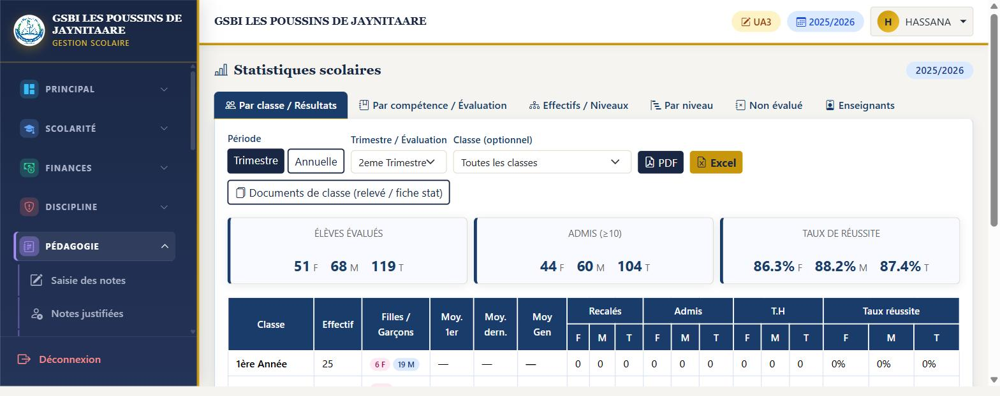 GSBI LES POUSSINS DE
JAYNITAARE
GESTION SCOLAIRE
PRINCIPAL
SCOLARITÉ
FINANCES
DISCIPLINE
PÉDAGOGIE
Saisie des notes
Notes justifiées
Déconnexion
GSBI LES POUSSINS DE JAYNITAARE
UA3
2025/2026
H
HASSANA
Statistiques scolaires
2025/2026
Par classe / Résultats
Par compétence / Évaluation
Effectifs / Niveaux
Par niveau
Non évalué
Enseignants
Période
Trimestre / Évaluation
Classe (optionnel)
Trimestre
Annuelle
2eme Trimestre
Toutes les classes
PDF
Excel
Documents de classe (relevé / fiche stat)
ÉLÈVES ÉVALUÉS
51 F 68 M 119 T
ADMIS (≥10)
44 F 60 M 104 T
TAUX DE RÉUSSITE
86.3% F 88.2% M 87.4% T
Classe Effectif Filles / Garçons Moy. 1er Moy. dern. Moy Gen Recalés Admis T.H Taux réussite
F M T F M T F M T F M T
1ère Année 25 6 F 19 M — — — 0 0 0 0 0 0 0 0 0 0% 0% 0%